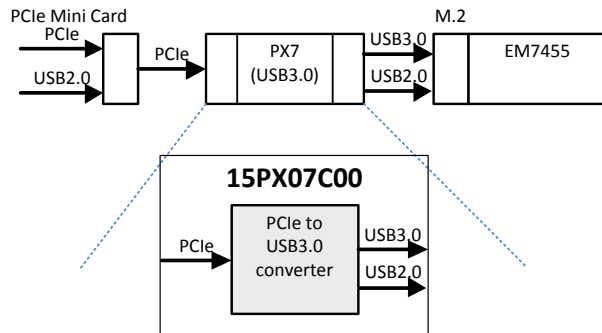 PCIe Mini Card
PCIe
USB2.0
PCIe
PX7
(USB3.0)
USB3.0
USB2.0
M.2
EM7455
15PX07C00
PCIe
PCIe to
USB3.0
converter
USB3.0
USB2.0